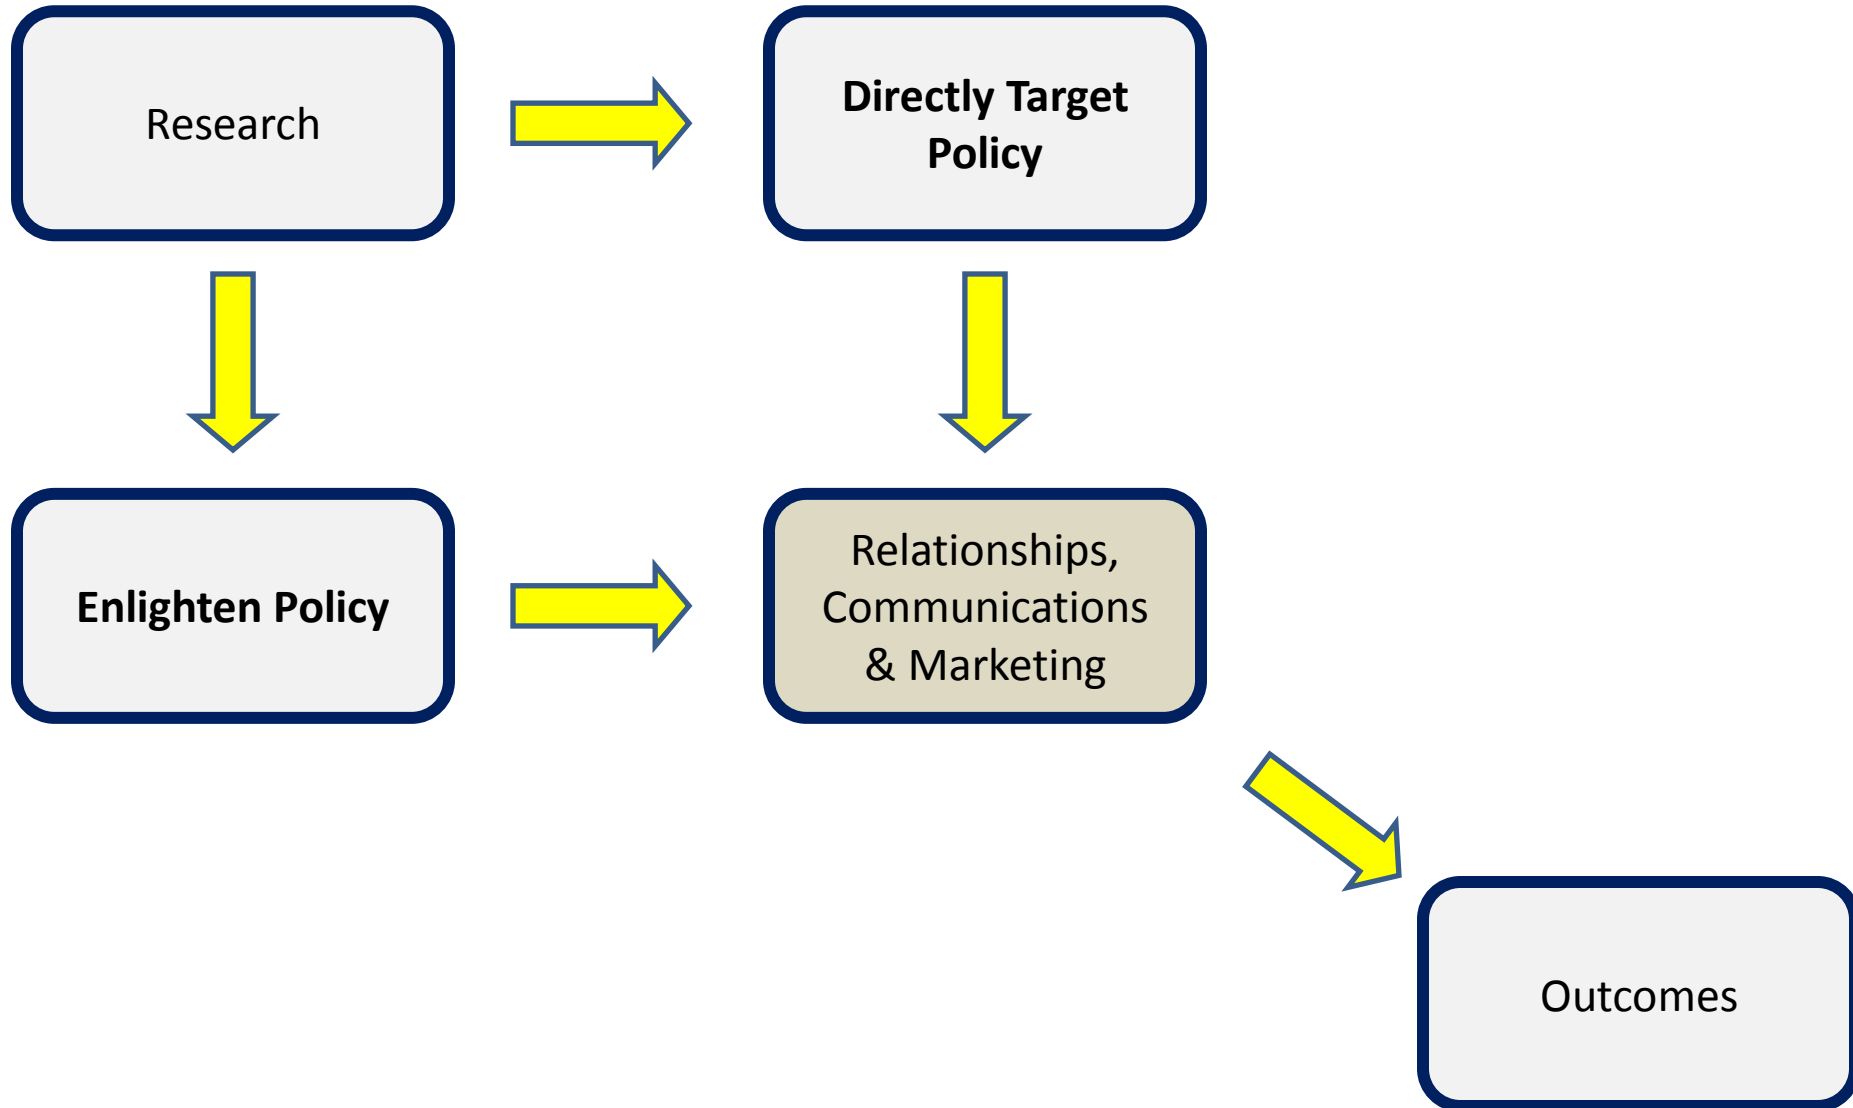 Research
Directly Target
Policy
Enlighten Policy
Relationships,
Communications
& Marketing
Outcomes